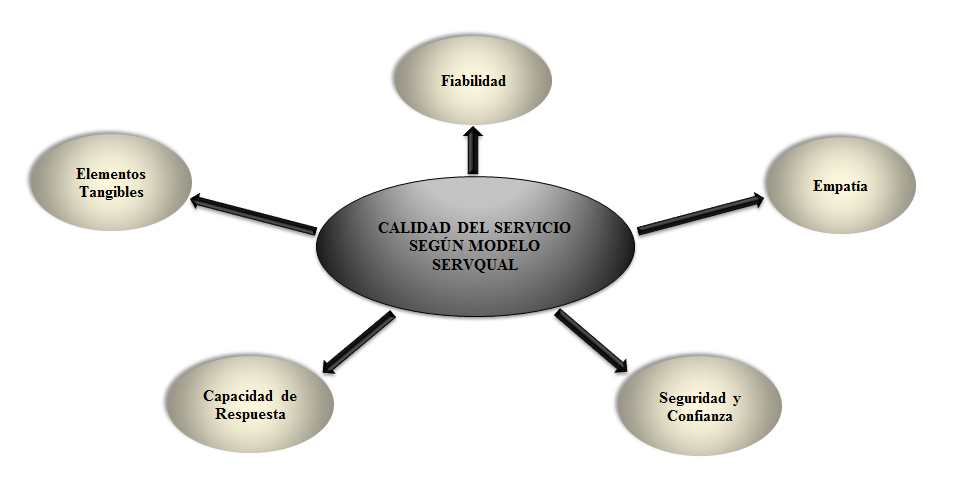 Fiabilidad
Elementos
Tangibles
Empatía
CALIDAD DEL SERVICIO
SEGÚN MODELO
SERVQUAL
Capacidad de
Respuesta
Seguridad y
Confianza